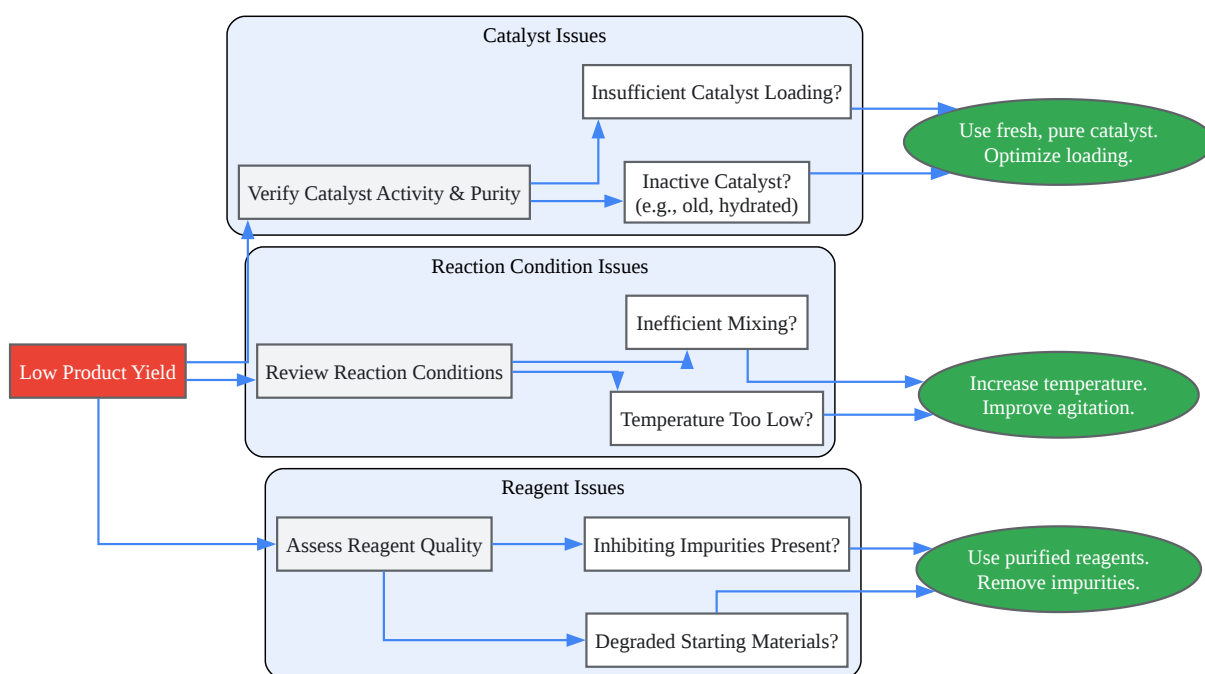 Catalyst Issues
Insufficient Catalyst Loading?
Use fresh, pure catalyst.
Optimize loading.
Verify Catalyst Activity & Purity
Inactive Catalyst?
(e.g., old, hydrated)
Reaction Condition Issues
Inefficient Mixing?
Low Product Yield
Review Reaction Conditions
Increase temperature.
Improve agitation.
Temperature Too Low?
Reagent Issues
Assess Reagent Quality
Inhibiting Impurities Present?
Use purified reagents.
Remove impurities.
Degraded Starting Materials?